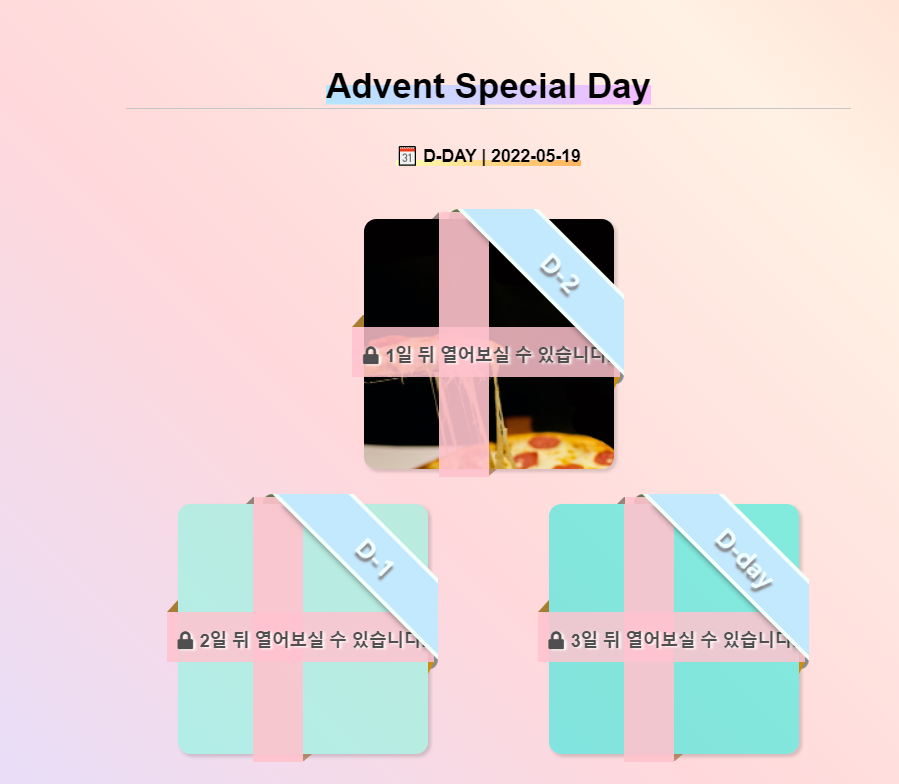 Advent Special Day
31 D-DAY | 2022-05-19
D-2
1일 뒤 열어보실 수 있습니다.
D-1
D-day
2일 뒤 열어보실 수 있습니다.
3일 뒤 열어보실 수 있습니다.